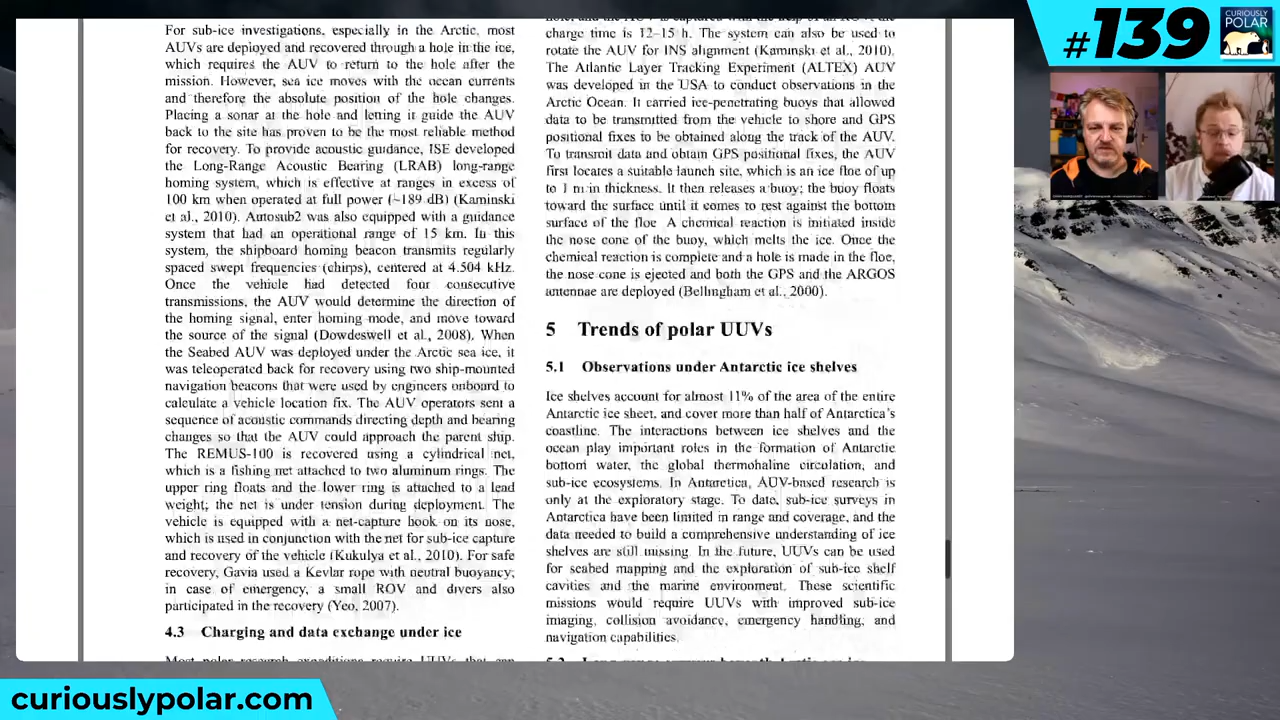 For sub-ice investigations, especially in the Arctic, most
AUVs are deployed and recovered through a hole in the ice,
which requires the AUV to return to the hole after the
mission. However, sea ice moves with the ocean currents
and therefore the absolute position of the hole changes.
Placing a sonar at the hole and letting it guide the AUV
back to the site has proven to be the most reliable method
for recovery. To provide acoustic guidance, ISE developed
the Long-Range Acoustic Bearing (LRAB) long-range
homing system, which is effective at ranges in excess of
100 km when operated at full power (~189 dB) (Kaminski
et al., 2010). Autosub2 was also equipped with a guidance
system that had an operational range of 15 km. In this
system, the shipboard homing beacon transmits regularly
spaced swept frequencies (chirps), centered at 4.504 kHz.
Once the vehicle had detected four consecutive
transmissions, the AUV would determine the direction of
the homing signal, enter homing mode, and move toward
the source of the signal (Dowdeswell et al., 2008). When
the Seabed AUV was deployed under the Arctic sea ice, it
was teleoperated back for recovery using two ship-mounted
navigation beacons that were used by engineers onboard to
calculate a vehicle location fix. The AUV operators sent a
sequence of acoustic commands directing depth and bearing
changes so that the AUV could approach the parent ship.
The REMUS-100 is recovered using a cylindrical net,
which is a fishing net attached to two aluminum rings. The
upper ring floats and the lower ring is attached to a lead
weight; the net is under tension during deployment. The
vehicle is equipped with a net-capture hook on its nose,
which is used in conjunction with the net for sub-ice capture
and recovery of the vehicle (Kukulya et al., 2010). For safe
recovery, Gavia used a Kevlar rope with neutral buoyancy;
in case of emergency, a small ROV and divers also
participated in the recovery (Yeo, 2007).
4.3 Charging and data exchange under ice
Most polar research expeditions require UUVs that can
hole, and the AUV is captured with the help of an ROV; the
charge time is 12–15 h. The system can also be used to
rotate the AUV for INS alignment (Kaminski et al., 2010).
The Atlantic Layer Tracking Experiment (ALTEX) AUV
was developed in the USA to conduct observations in the
Arctic Ocean. It carried ice-penetrating buoys that allowed
data to be transmitted from the vehicle to shore and GPS
positional fixes to be obtained along the track of the AUV.
To transmit data and obtain GPS positional fixes, the AUV
first locates a suitable launch site, which is an ice floe of up
to 1 m in thickness. It then releases a buoy; the buoy floats
toward the surface until it comes to rest against the bottom
surface of the floe A chemical reaction is initiated inside
the nose cone of the buoy, which melts the ice. Once the
chemical reaction is complete and a hole is made in the floe,
the nose cone is ejected and both the GPS and the ARGOS
antennae are deployed (Bellingham et al., 2000).
5 Trends of polar UUVs
5.1 Observations under Antarctic ice shelves
Ice shelves account for almost 11% of the area of the entire
Antarctic ice sheet, and cover more than half of Antarctica's
coastline. The interactions between ice shelves and the
ocean play important roles in the formation of Antarctic
bottom water, the global thermohaline circulation, and
sub-ice ecosystems. In Antarctica, AUV-based research is
only at the exploratory stage. To date, sub-ice surveys in
Antarctica have been limited in range and coverage, and the
data needed to build a comprehensive understanding of ice
shelves are still missing. In the future, UUVs can be used
for seabed mapping and the exploration of sub-ice shelf
cavities and the marine environment. These scientific
missions would require UUVs with improved sub-ice
imaging, collision avoidance, emergency handling, and
navigation capabilities.
#139
CURIOUSLY
POLAR
curiouslypolar.com